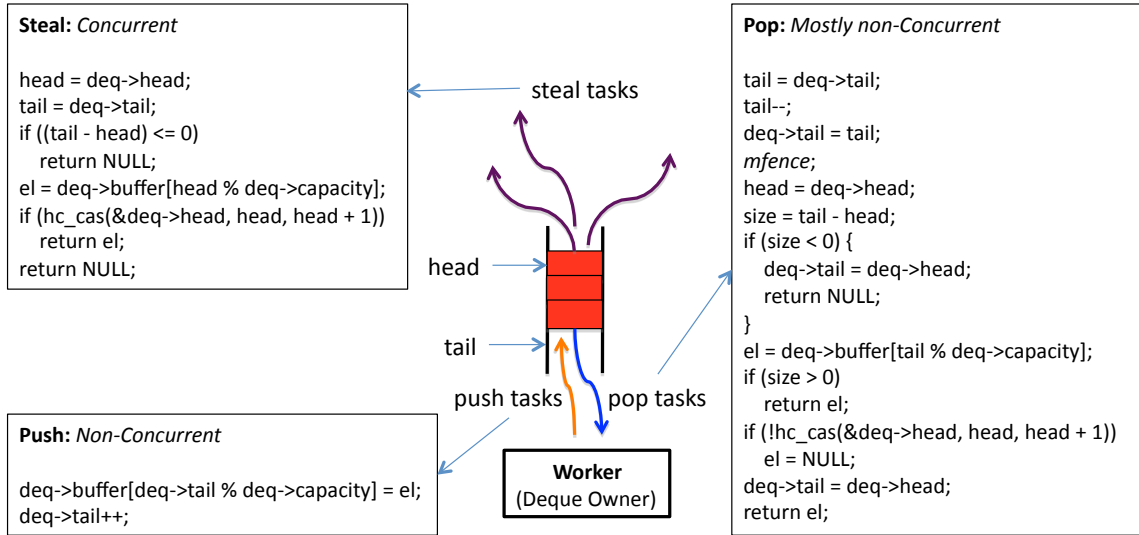 Steal: Concurrent
head = deq->head;
tail = deq->tail;
if ((tail - head) <= 0)
return NULL;
el = deq->buffer[head % deq->capacity];
if (hc_cas(&deq->head, head, head + 1))
return el;
return NULL;
steal tasks
head
tail
push tasks
pop tasks
Worker
(Deque Owner)
Push: Non-Concurrent
deq->buffer[deq->tail % deq->capacity] = el;
deq->tail++;
Pop: Mostly non-Concurrent
tail = deq->tail;
tail--;
deq->tail = tail;
mfence;
head = deq->head;
size = tail - head;
if (size < 0) {
deq->tail = deq->head;
return NULL;
}
el = deq->buffer[tail % deq->capacity];
if (size > 0)
return el;
if (!hc_cas(&deq->head, head, head + 1))
el = NULL;
deq->tail = deq->head;
return el;